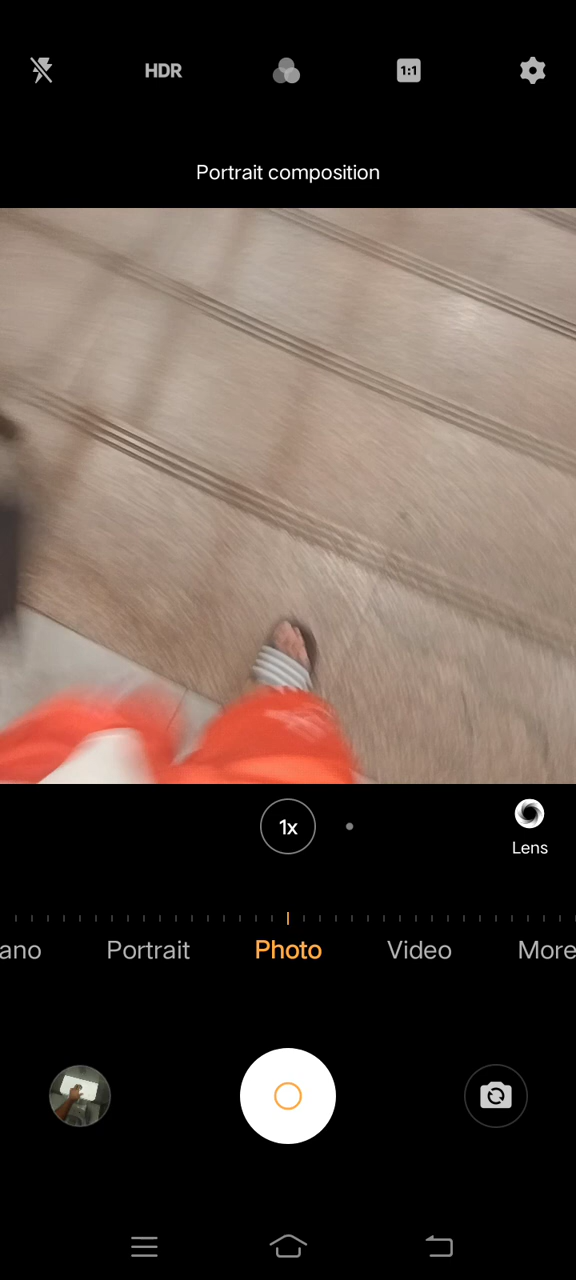 HDR
1:1
Portrait composition
1x
Lens
ano
Portrait
Photo
Video
More